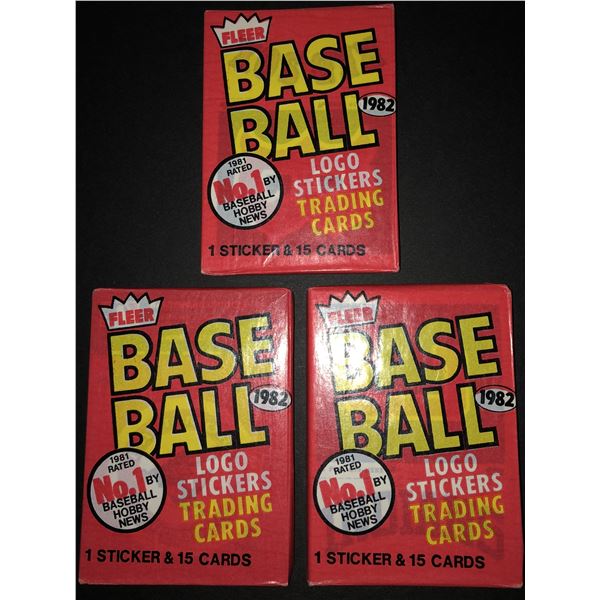 FLEER
BASE
BALL
1982
1981
RATED
No.1 BY
BASEBALL
HOBBY
NEWS
LOGO
STICKERS
TRADING
CARDS
1 STICKER & 15 CARDS
FLEER
BASE
BALL
1982
1981
RATED
No.1 BY
BASEBALL
HOBBY
NEWS
LOGO
STICKERS
TRADING
CARDS
1 STICKER & 15 CARDS
FLEER
BASE
BALL
1982
1981
RATED
No.1 BY
BASEBALL
HOBBY
NEWS
LOGO
STICKERS
TRADING
CARDS
1 STICKER & 15 CARDS